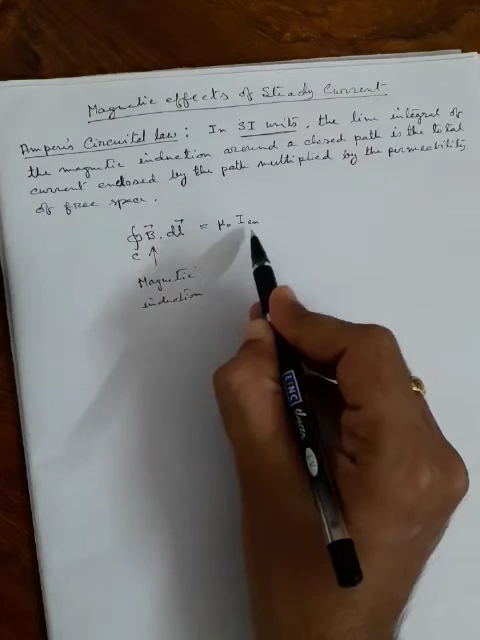 Magnetic effects of Steady Current
Ampere's Circuital law: In SI units, the line integral of
the magnetic induction around a closed path is the total
current enclosed by the path multiplied by the permeability
of free space.
∮ B⃗ . dl⃗ = μ₀ I en
C ↑
Magnetic
induction
LINC